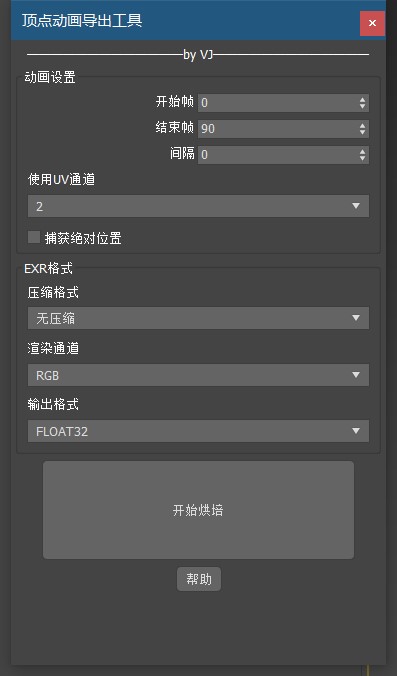 顶点动画导出工具
by VJ
动画设置
开始帧 0
结束帧 90
间隔 0
使用UV通道
2
捕获绝对位置
EXR格式
压缩格式
无压缩
渲染通道
RGB
输出格式
FLOAT32
开始烘培
帮助